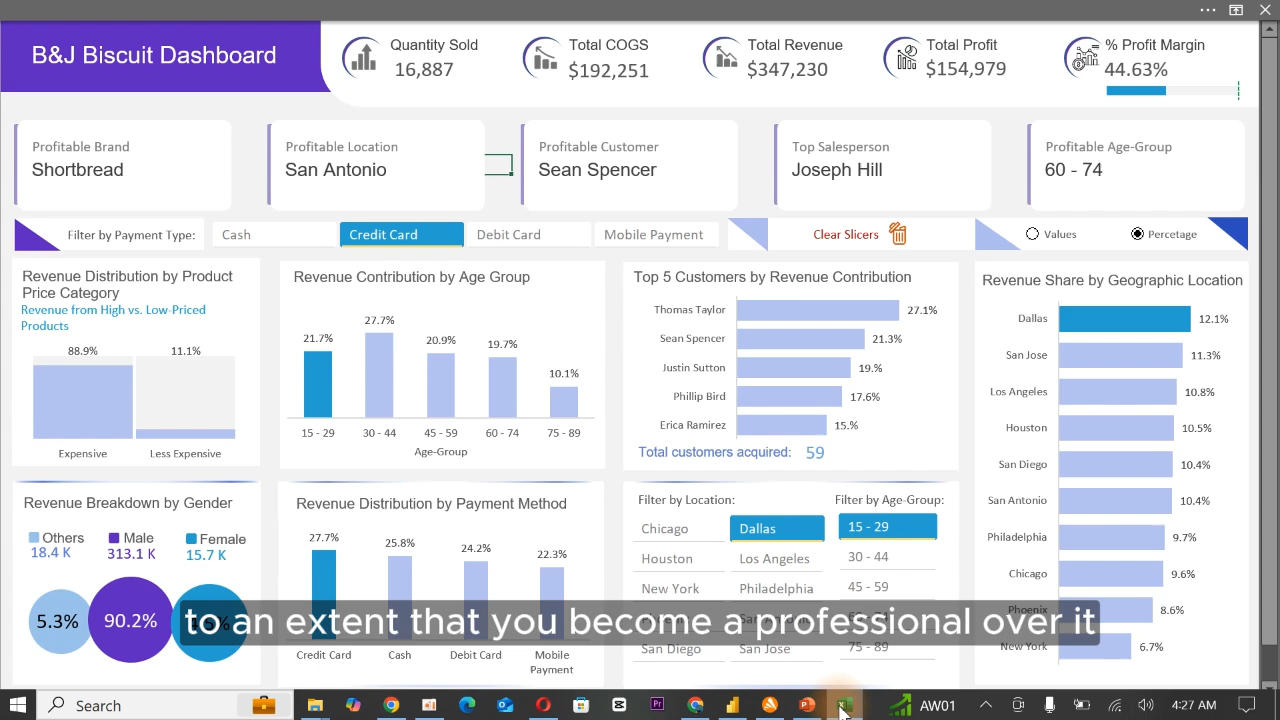 B&J Biscuit Dashboard
Quantity Sold
16,887
Total COGS
$192,251
Total Revenue
$347,230
Total Profit
$154,979
% Profit Margin
44.63%
Profitable Brand
Shortbread
Profitable Location
San Antonio
Profitable Customer
Sean Spencer
Top Salesperson
Joseph Hill
Profitable Age-Group
60 - 74
Filter by Payment Type:
Cash
Credit Card
Debit Card
Mobile Payment
Clear Slicers
Values
Percetage
Revenue Distribution by Product
Price Category
Revenue from High vs. Low-Priced
Products
88.9%
11.1%
Expensive
Less Expensive
Revenue Contribution by Age Group
21.7%
27.7%
20.9%
19.7%
10.1%
15 - 29
30 - 44
45 - 59
60 - 74
75 - 89
Age-Group
Top 5 Customers by Revenue Contribution
Thomas Taylor
27.1%
Sean Spencer
21.3%
Justin Sutton
19.%
Phillip Bird
17.6%
Erica Ramirez
15.%
Total customers acquired: 59
Revenue Share by Geographic Location
Dallas
12.1%
San Jose
11.3%
Los Angeles
10.8%
Houston
10.5%
San Diego
10.4%
San Antonio
10.4%
Philadelphia
9.7%
Chicago
9.6%
Phoenix
8.6%
New York
6.7%
Revenue Breakdown by Gender
Others
18.4 K
Male
313.1 K
Female
15.7 K
5.3%
90.2%
Revenue Distribution by Payment Method
27.7%
25.8%
24.2%
22.3%
Credit Card
Cash
Debit Card
Mobile
Payment
Filter by Location:
Chicago
Dallas
Houston
Los Angeles
New York
Philadelphia
San Diego
San Jose
Filter by Age-Group:
15 - 29
30 - 44
45 - 59
75 - 89
to an extent that you become a professional over it
Search
AW01
4:27 AM